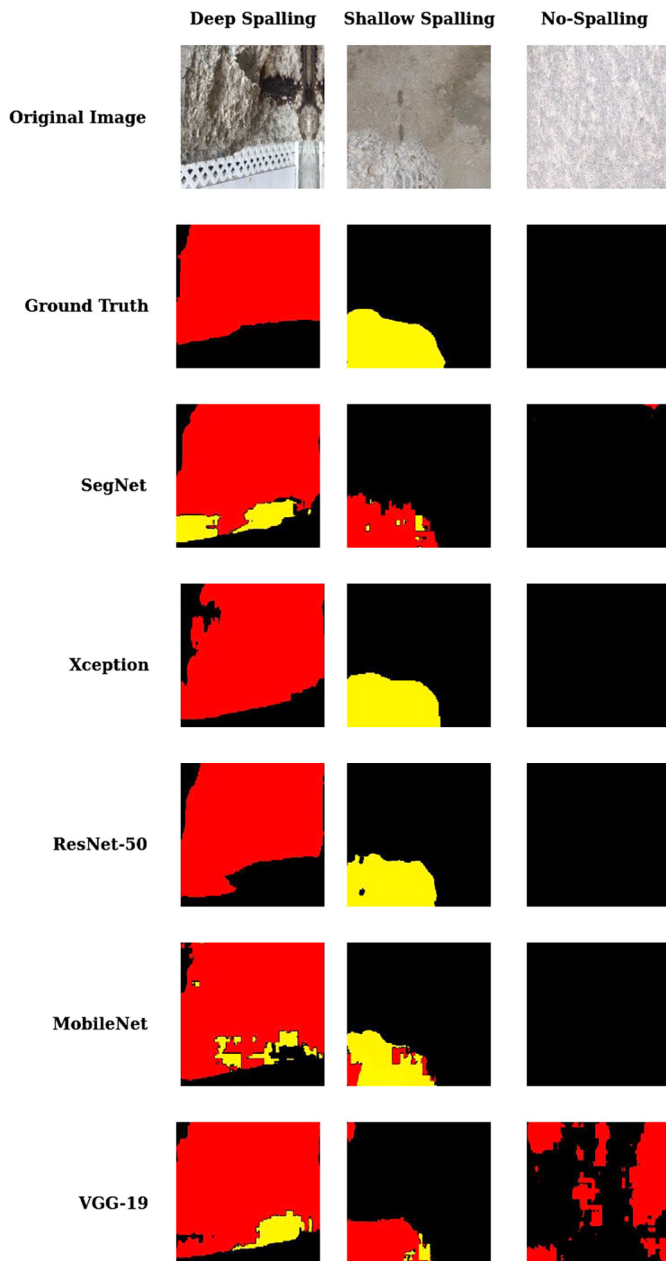 Deep Spalling Shallow Spalling No-Spalling
Original Image
Ground Truth
SegNet
Xception
ResNet-50
MobileNet
VGG-19